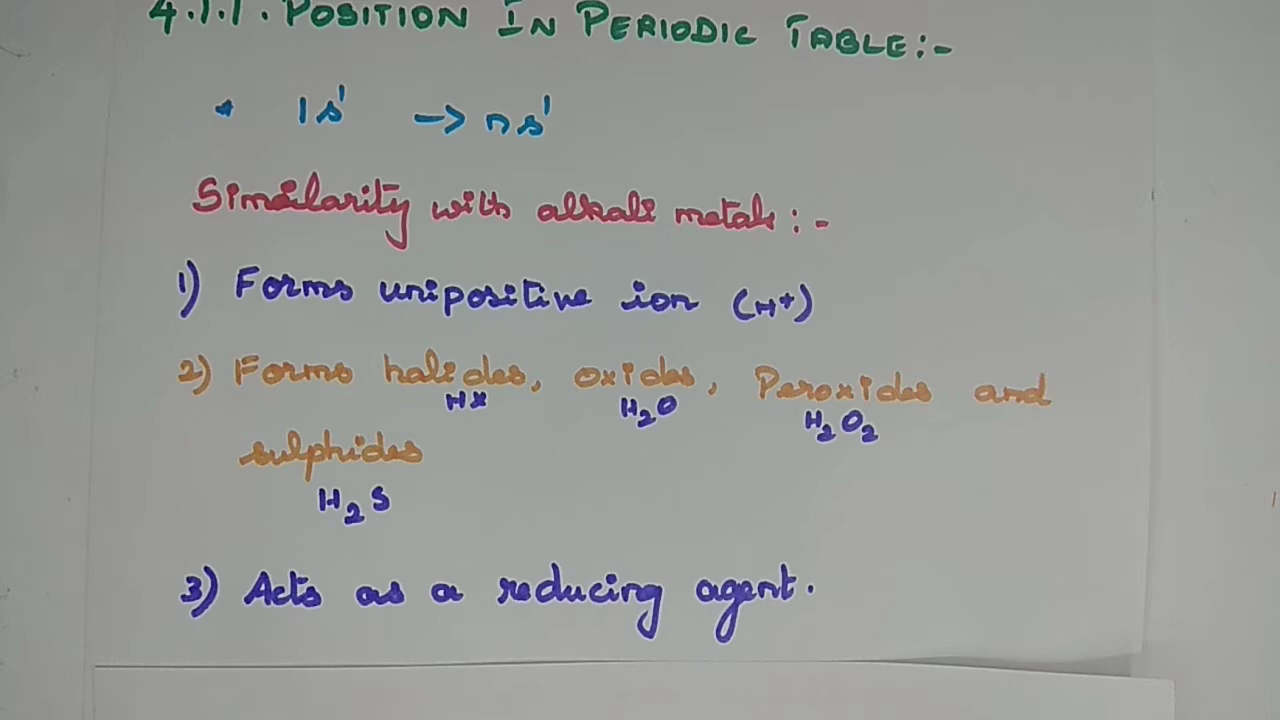 4.1.1. POSITION IN PERIODIC TABLE:-
* 1s¹ → ns¹
Similarity with alkali metals:-
1) Forms unipositive ion (H⁺)
2) Forms halides, oxides, Peroxides and
HX H₂O H₂O₂
sulphides
H₂S
3) Acts as a reducing agent.